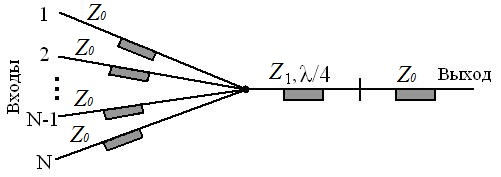 1 Z₀
2 Z₀
Входы
N-1 Z₀
N Z₀
Z₁, λ/4
Z₀
Выход